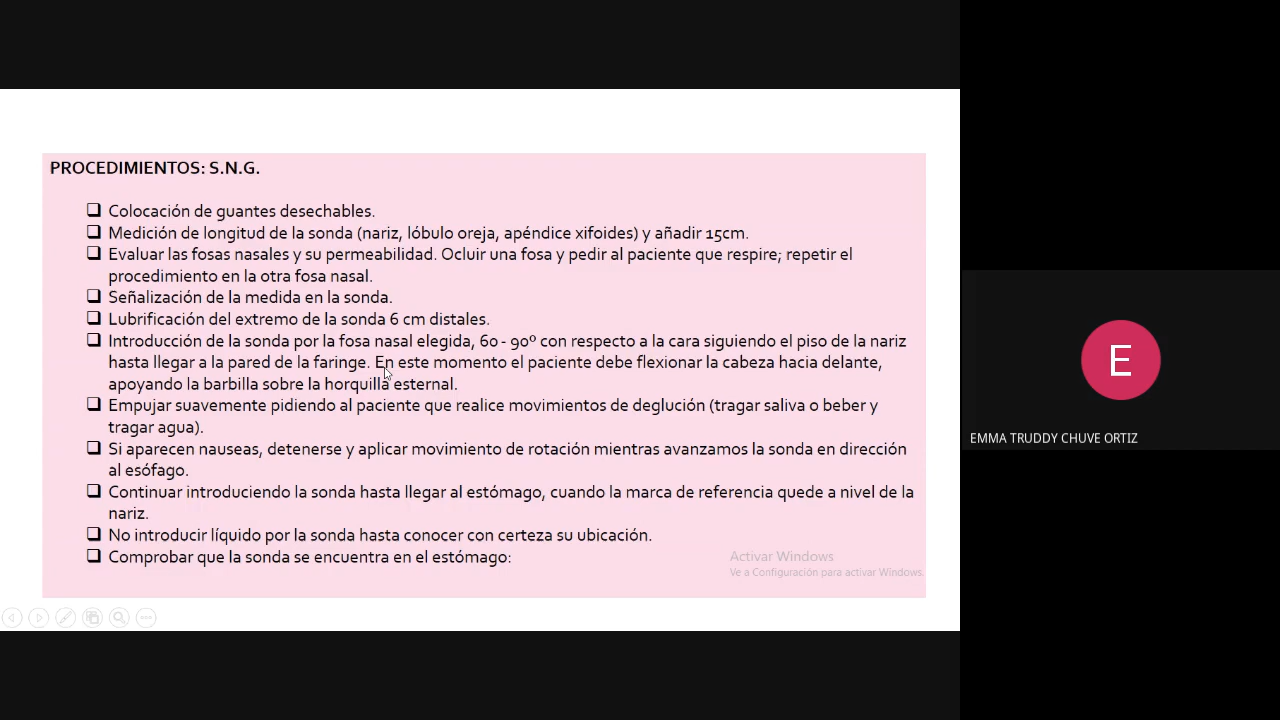 PROCEDIMIENTOS: S.N.G.
Colocación de guantes desechables.
Medición de longitud de la sonda (nariz, lóbulo oreja, apéndice xifoides) y añadir 15cm.
Evaluar las fosas nasales y su permeabilidad. Ocluir una fosa y pedir al paciente que respire; repetir el
procedimiento en la otra fosa nasal.
Señalización de la medida en la sonda.
Lubrificación del extremo de la sonda 6 cm distales.
Introducción de la sonda por la fosa nasal elegida, 60 - 90º con respecto a la cara siguiendo el piso de la nariz
hasta llegar a la pared de la faringe. En este momento el paciente debe flexionar la cabeza hacia delante,
apoyando la barbilla sobre la horquilla esternal.
Empujar suavemente pidiendo al paciente que realice movimientos de deglución (tragar saliva o beber y
tragar agua).
Si aparecen nauseas, detenerse y aplicar movimiento de rotación mientras avanzamos la sonda en dirección
al esófago.
Continuar introduciendo la sonda hasta llegar al estómago, cuando la marca de referencia quede a nivel de la
nariz.
No introducir líquido por la sonda hasta conocer con certeza su ubicación.
Comprobar que la sonda se encuentra en el estómago:
Activar Windows
Ve a Configuración para activar Windows.
E
EMMA TRUDDY CHUVE ORTIZ